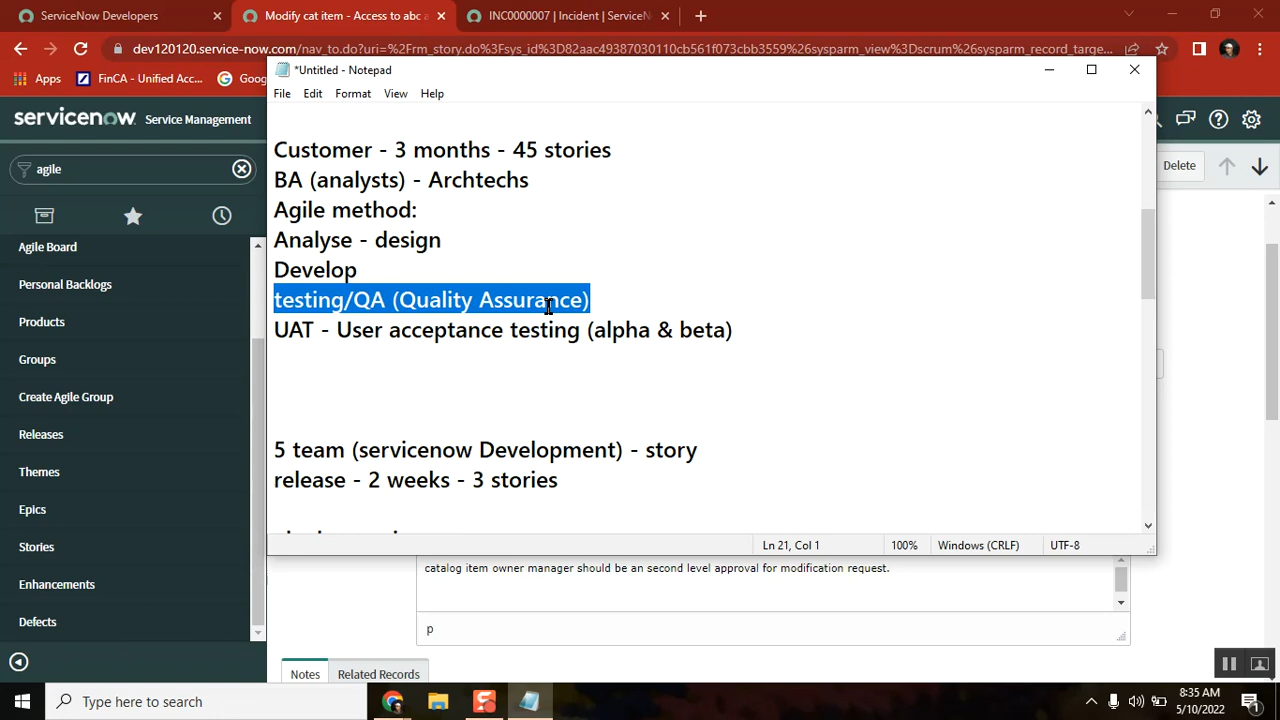 ServiceNow Developers
Modify cat item - Access to abc a
INC0000007 | Incident | ServiceN
dev120120.service-now.com/nav_to.do?uri=%2Frm_story.do%3Fsys_id%3D82aac49387030110cb561f073cbb3559%26sysparm_view%3Dscrum%26sysparm_record_targe...
Apps
FinCA - Unified Acc...
Goog
*Untitled - Notepad
File Edit Format View Help
servicenow Service Management
agile
Delete
Agile Board
Personal Backlogs
Products
Groups
Create Agile Group
Releases
Themes
Epics
Stories
Enhancements
Defects
Customer - 3 months - 45 stories
BA (analysts) - Archtechs
Agile method:
Analyse - design
Develop
testing/QA (Quality Assurance)
UAT - User acceptance testing (alpha & beta)
5 team (servicenow Development) - story
release - 2 weeks - 3 stories
Ln 21, Col 1 100% Windows (CRLF) UTF-8
catalog item owner manager should be an second level approval for modification request.
p
Notes Related Records
Type here to search
8:35 AM
5/10/2022
1